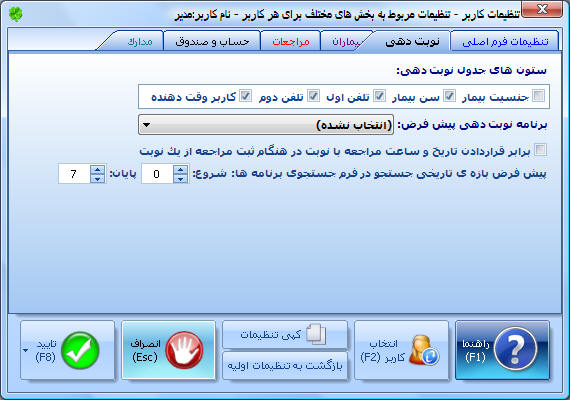 تنظیمات کاربر - تنظیمات مربوط به بخش های مختلف برای هر کاربر - نام کاربر:مدیر
تنظیمات فرم اصلی نوبت دهی بیماران مراجعات حساب و صندوق مدارک
ستون های جدول نوبت دهی:
جنسیت بیمار سن بیمار تلفن اول تلفن دوم کاربر وقت دهنده
برنامه نوبت دهی پیش فرض: (انتخاب نشده)
برابر قراردادن تاریخ و ساعت مراجعه با نوبت در هنگام ثبت مراجعه از یک نوبت
پیش فرض بازه ی تاریخی جستجو در فرم جستجوی برنامه ها: شروع: 0 پایان: 7
راهنما
(F1)
انتخاب
کاربر (F2)
کپی تنظیمات
بازگشت به تنظیمات اولیه
انصراف
(Esc)
تایید
(F8)